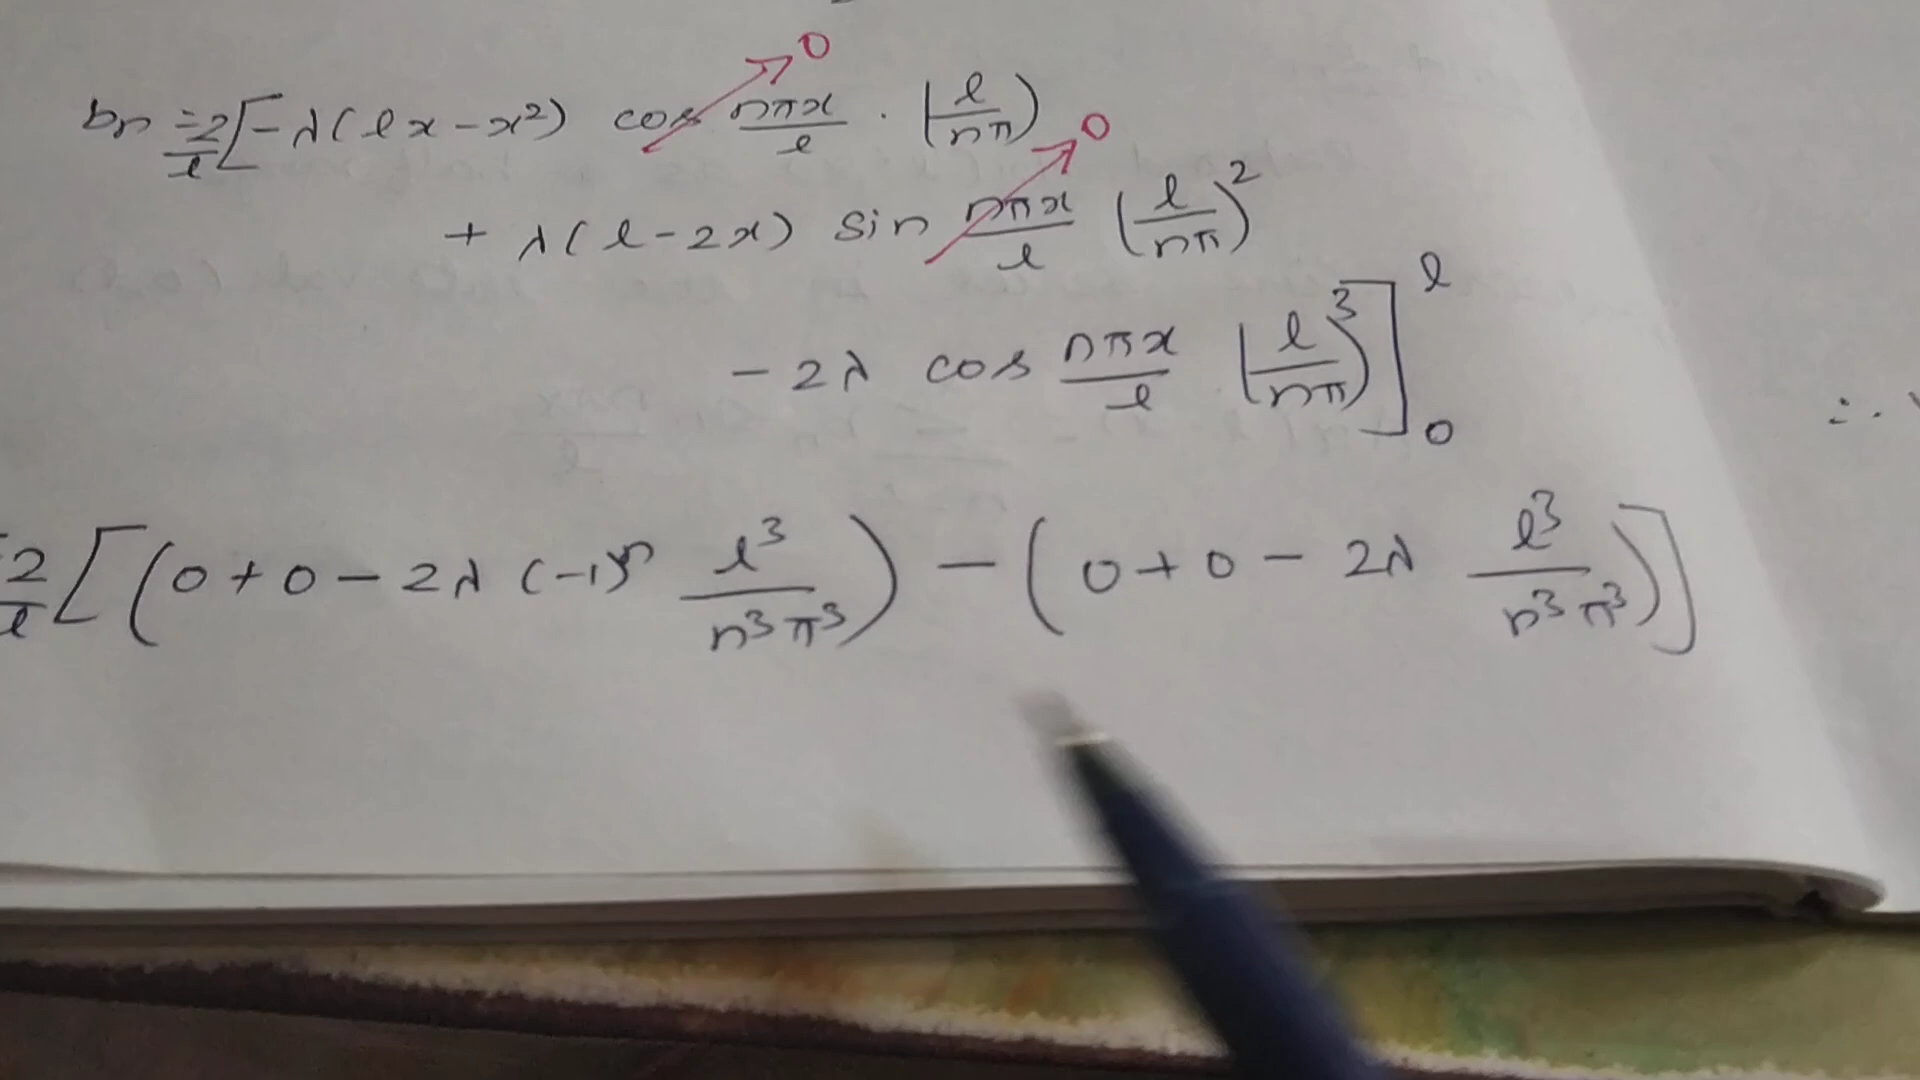 0
bn = 2/l [ - λ(lx - x²) cos nπx/l · (l/nπ)
0
+ λ(l - 2x) sin nπx/l (l/nπ)²
- 2λ cos nπx/l (l/nπ)³ ]₀ˡ
∴
= 2/l [ (0 + 0 - 2λ (-1)ⁿ l³/n³π³) - (0 + 0 - 2λ l³/n³π³) ]